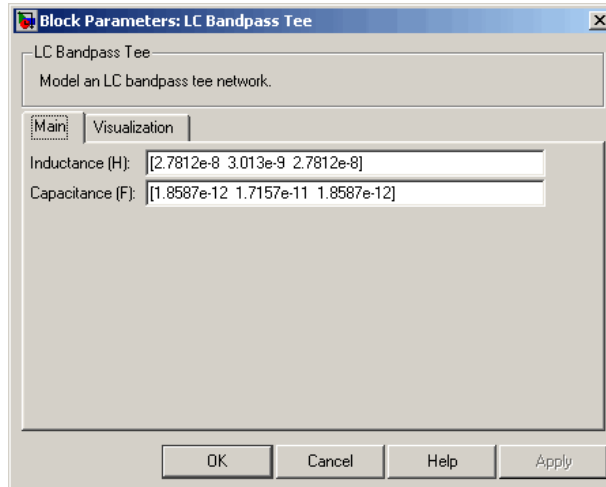 Block Parameters: LC Bandpass Tee
LC Bandpass Tee
Model an LC bandpass tee network.
Main Visualization
Inductance (H): [2.7812e-8 3.013e-9 2.7812e-8]
Capacitance (F): [1.8587e-12 1.7157e-11 1.8587e-12]
OK Cancel Help Apply